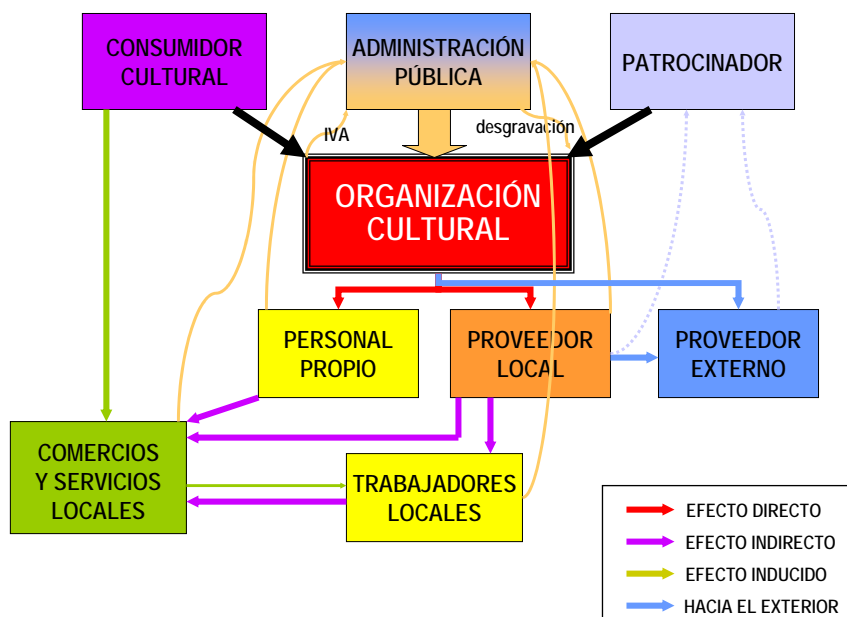 CONSUMIDOR
CULTURAL
ADMINISTRACIÓN
PÚBLICA
PATROCINADOR
IVA
desgravación
ORGANIZACIÓN
CULTURAL
PERSONAL
PROPIO
PROVEEDOR
LOCAL
PROVEEDOR
EXTERNO
COMERCIOS
Y SERVICIOS
LOCALES
TRABAJADORES
LOCALES
EFECTO DIRECTO
EFECTO INDIRECTO
EFECTO INDUCIDO
HACIA EL EXTERIOR